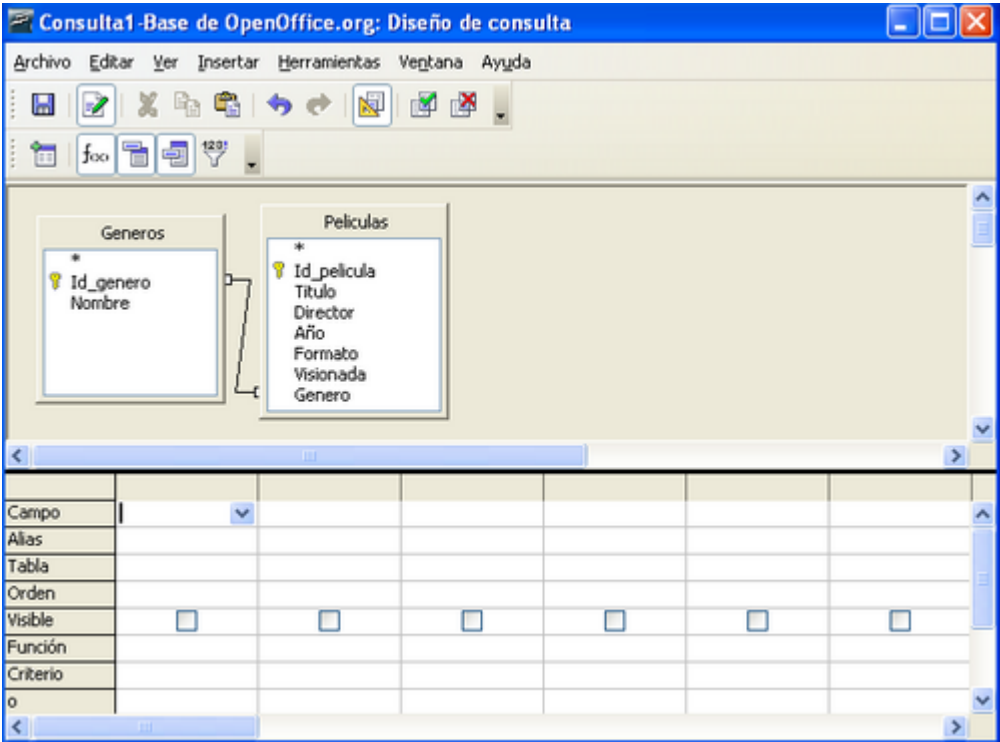 Consulta1-Base de OpenOffice.org: Diseño de consulta
Archivo Editar Ver Insertar Herramientas Ventana Ayuda
f(x) 123!
Generos
*
Id_genero
Nombre
Peliculas
*
Id_pelicula
Titulo
Director
Año
Formato
Visionada
Genero
Campo
Alias
Tabla
Orden
Visible
Función
Criterio
o